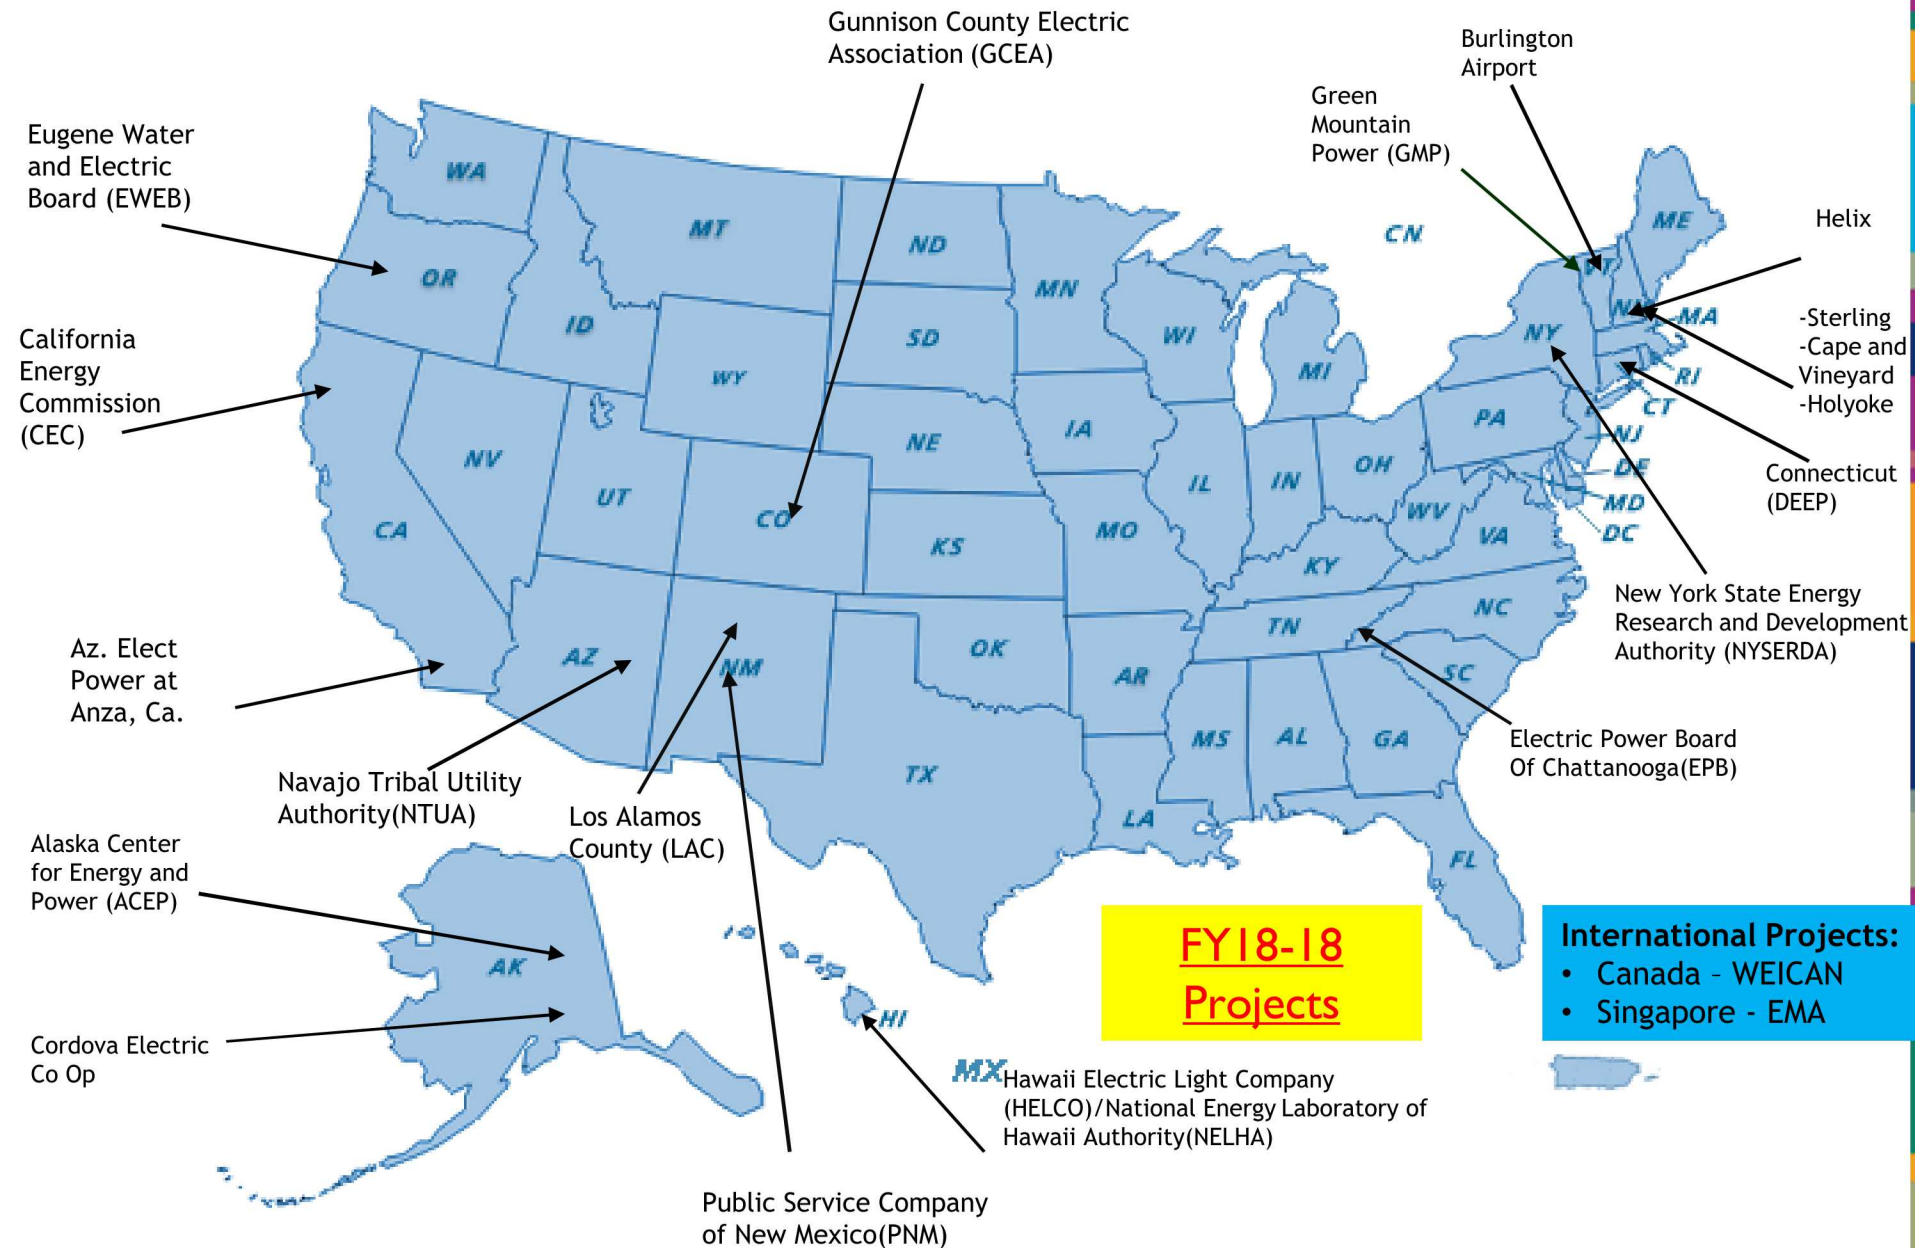 Gunnison County Electric
Association (GCEA)
Burlington
Airport
Green
Mountain
Power (GMP)
Eugene Water
and Electric
Board (EWEB)
Helix
-Sterling
-Cape and
Vineyard
-Holyoke
California
Energy
Commission
(CEC)
Connecticut
(DEEP)
New York State Energy
Research and Development
Authority (NYSERDA)
Az. Elect
Power at
Anza, Ca.
Electric Power Board
Of Chattanooga(EPB)
Navajo Tribal Utility
Authority(NTUA)
Los Alamos
County (LAC)
Alaska Center
for Energy and
Power (ACEP)
Cordova Electric
Co Op
Hawaii Electric Light Company
(HELCO)/National Energy Laboratory of
Hawaii Authority(NELHA)
Public Service Company
of New Mexico(PNM)
FY18-18
Projects
International Projects:
• Canada – WEICAN
• Singapore - EMA
WA
MT
ND
MN
CN
ME
OR
ID
SD
WI
VT
MA
NY
WY
MI
RI
CT
NV
UT
NE
IA
PA
NJ
CA
CO
KS
MO
IL
IN
OH
WV
DE
MD
DC
VA
KY
AZ
NM
OK
AR
TN
NC
SC
TX
LA
MS
AL
GA
FL
AK
HI
MX